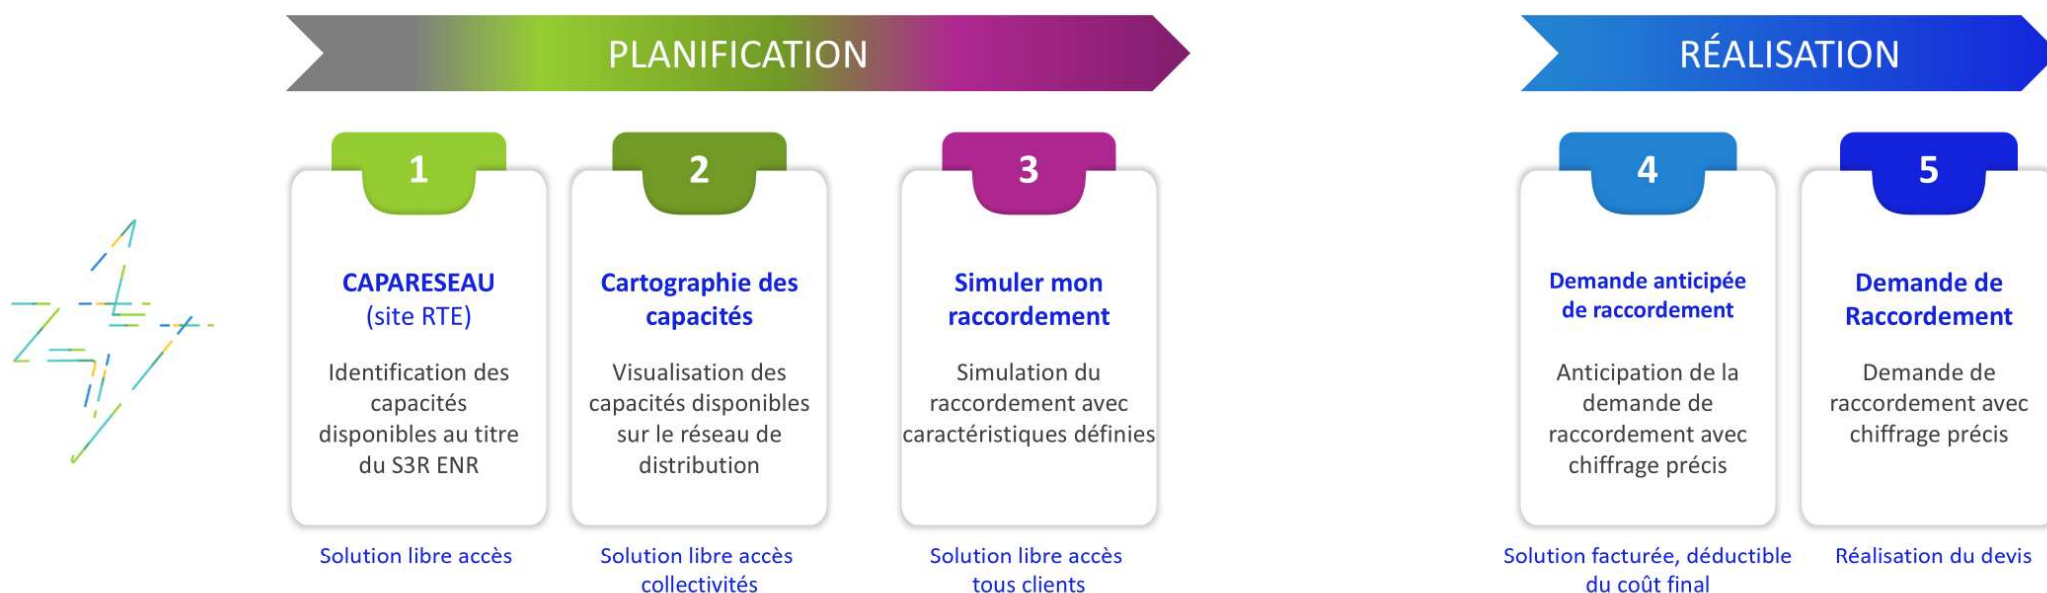 PLANIFICATION
RÉALISATION
1
CAPARESEAU
(site RTE)
Identification des
capacités
disponibles au titre
du S3R ENR
Solution libre accès
2
Cartographie des
capacités
Visualisation des
capacités disponibles
sur le réseau de
distribution
Solution libre accès
collectivités
3
Simuler mon
raccordement
Simulation du
raccordement avec
caractéristiques définies
Solution libre accès
tous clients
4
Demande anticipée
de raccordement
Anticipation de la
demande de
raccordement avec
chiffrage précis
Solution facturée, déductible
du coût final
5
Demande de
Raccordement
Demande de
raccordement avec
chiffrage précis
Réalisation du devis